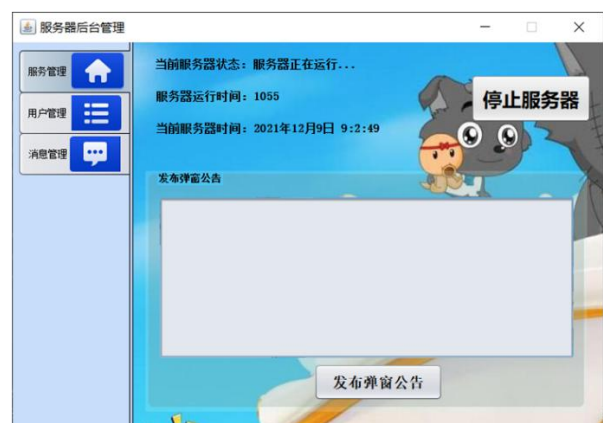 服务器后台管理
服务管理
用户管理
消息管理
当前服务器状态：服务器正在运行...
服务器运行时间：1055
当前服务器时间：2021年12月9日 9:2:49
停止服务器
发布弹窗公告
发布弹窗公告